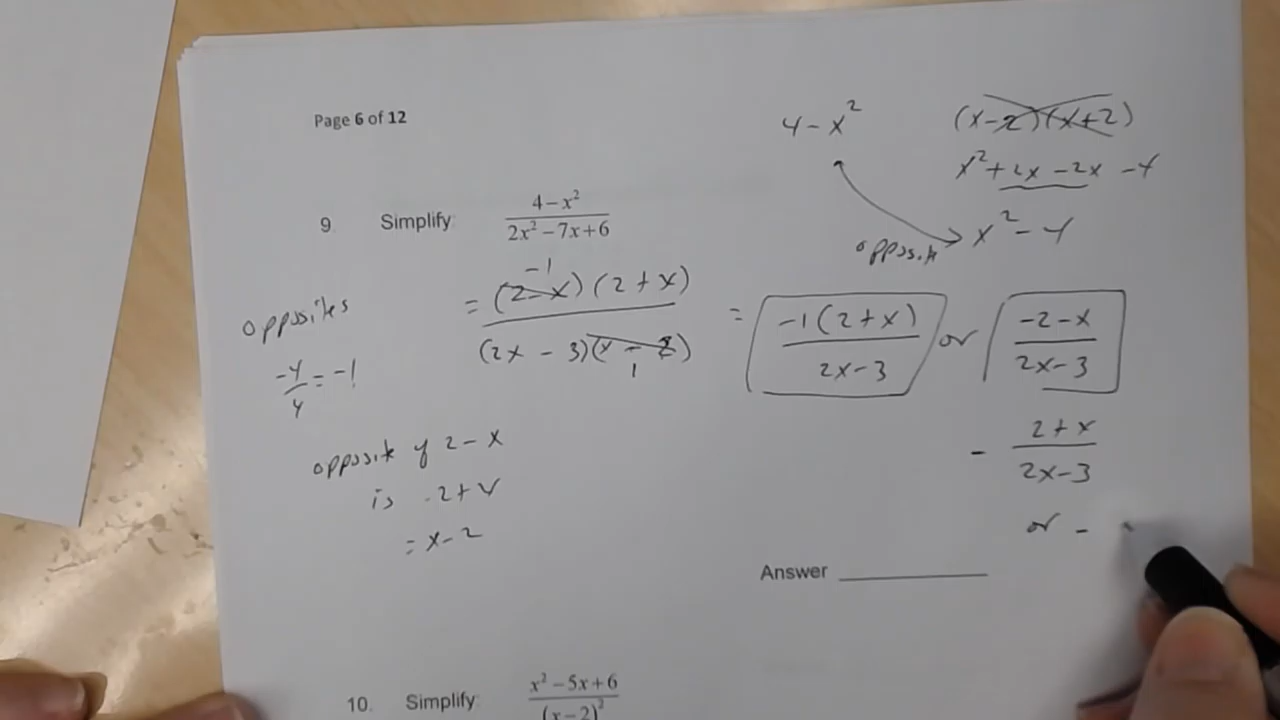 Page 6 of 12
4 - x²
(x - 2)(x + 2)
x² + 2x - 2x - 4
x² - 4
opposite
9 Simplify: (4 - x²)/(2x² - 7x + 6)
= (2 - x)(2 + x)/(2x - 3)(x - 2) = -1(2 + x)/(2x - 3) or (-2 - x)/(2x - 3)
-1
1
opposites
-4/4 = -1
- (2 + x)/(2x - 3)
or -
opposite of 2 - x
is -2 + x
= x - 2
Answer
10. Simplify: (x² - 5x + 6)/(x - 2)²